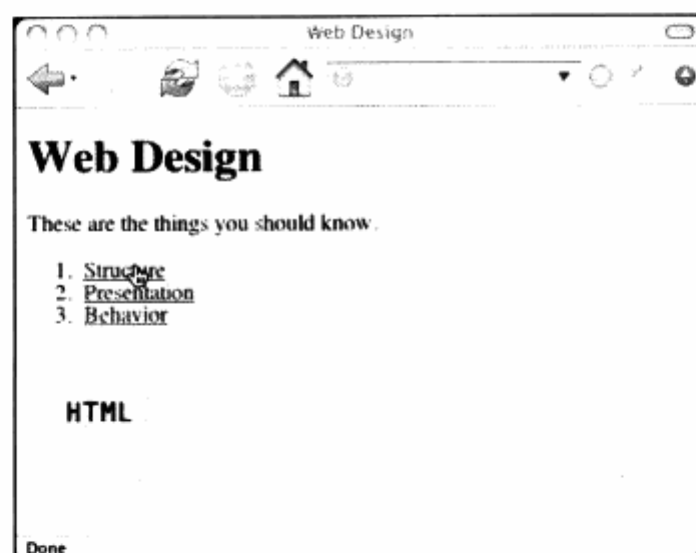 Web Design
Web Design
These are the things you should know.
1. Structure
2. Presentation
3. Behavior
HTML
Done